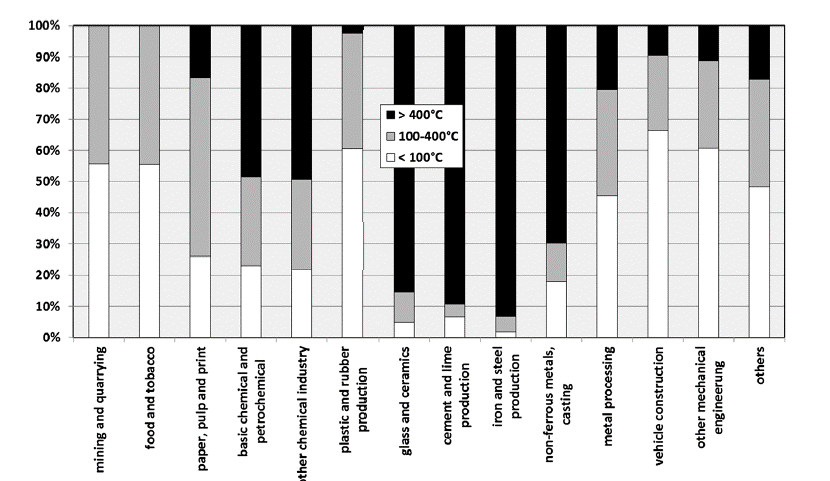 100%
90%
80%
70%
60%
50%
40%
30%
20%
10%
0%
> 400°C
100-400°C
< 100°C
mining and quarrying
food and tobacco
paper, pulp and print
basic chemical and
petrochemical
other chemical industry
plastic and rubber
production
glass and ceramics
cement and lime
production
iron and steel
production
non-ferrous metals,
casting
metal processing
vehicle construction
other mechanical
engineerung
others